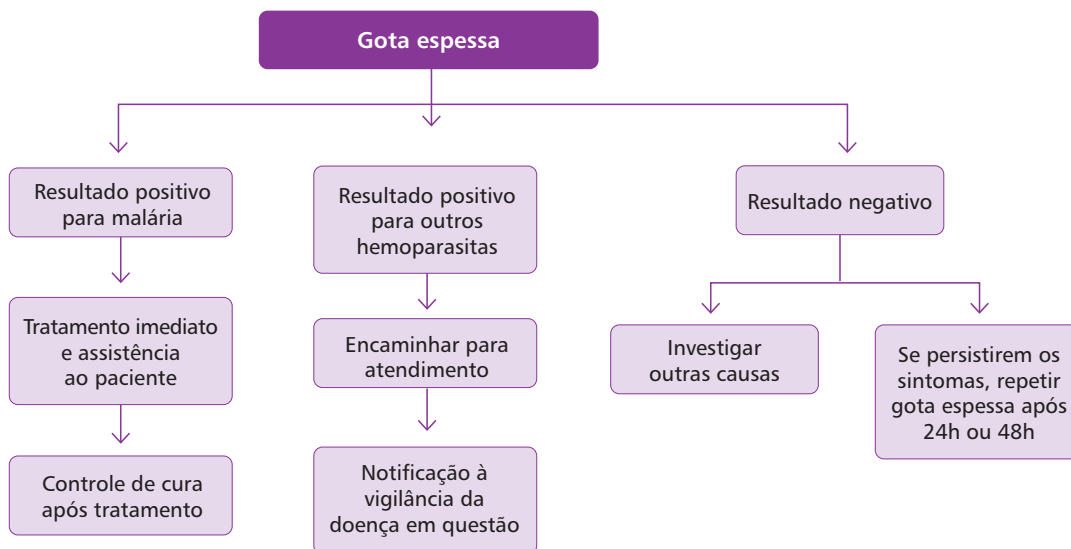 Gota espessa
Resultado positivo
para malária
Tratamento imediato
e assistência
ao paciente
Controle de cura
após tratamento
Resultado positivo
para outros
hemoparasitas
Encaminhar para
atendimento
Notificação à
vigilância da
doença em questão
Resultado negativo
Investigar
outras causas
Se persistirem os
sintomas, repetir
gota espessa após
24h ou 48h